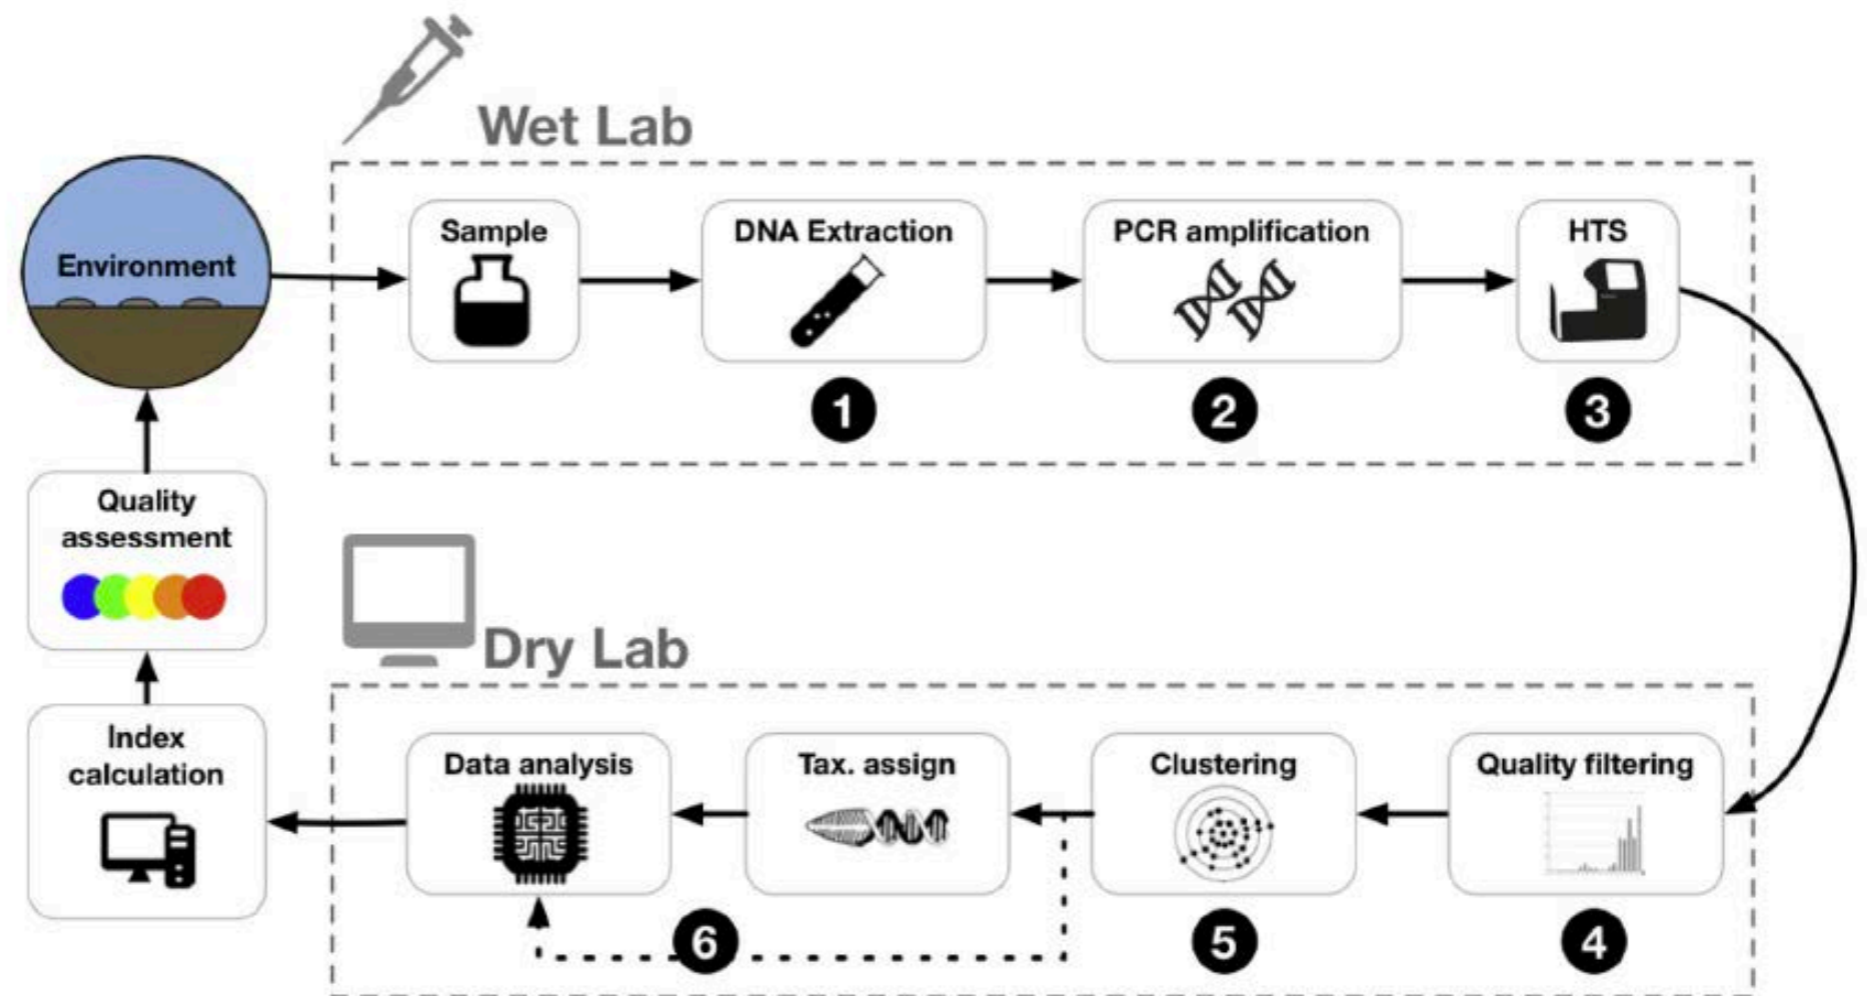 Wet Lab
Environment
Sample
DNA Extraction
PCR amplification
HTS
1
2
3
Quality
assessment
Dry Lab
Index
calculation
Data analysis
Tax. assign
Clustering
Quality filtering
6
5
4